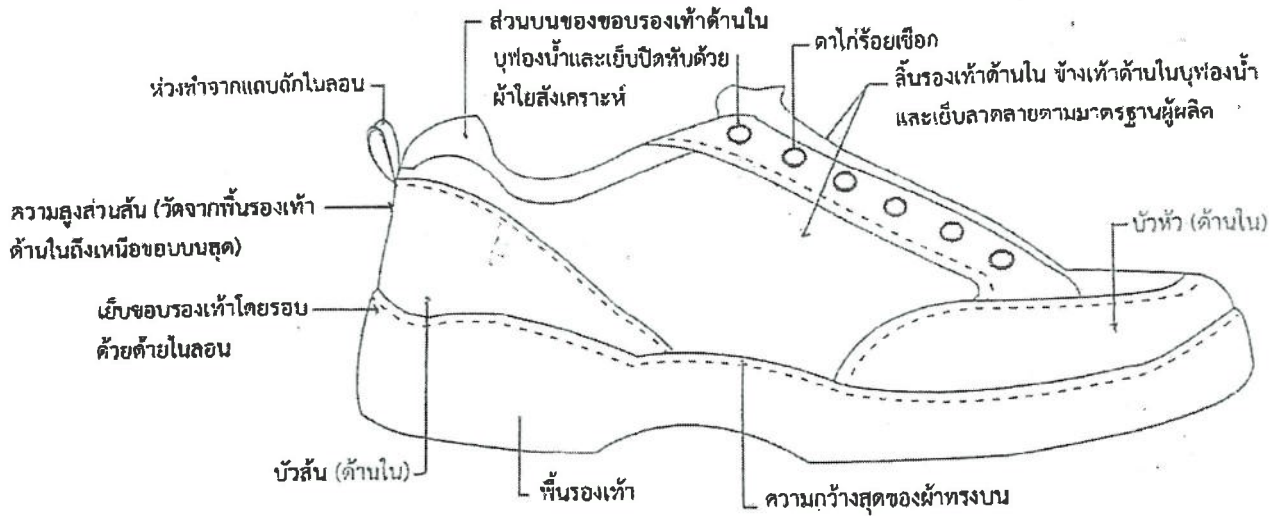 ส่วนบนของขอบรองเท้าด้านใน
บุฟองน้ำและเย็บปิดทับด้วย
ผ้าใยสังเคราะห์
ตาไก่ร้อยเชือก
ลิ้นรองเท้าด้านใน ข้างเท้าด้านในบุฟองน้ำ
และเย็บลวดลายตามมาตรฐานผู้ผลิต
ห่วงทำจากแถบถักไนลอน
ความสูงส่วนส้น (วัดจากพื้นรองเท้า
ด้านในถึงเหนือขอบบนสุด)
บัวหัว (ด้านใน)
เย็บขอบรองเท้าโดยรอบ
ด้วยด้ายไนลอน
บัวส้น (ด้านใน)
พื้นรองเท้า
ความกว้างสุดของผ้าทรงบน